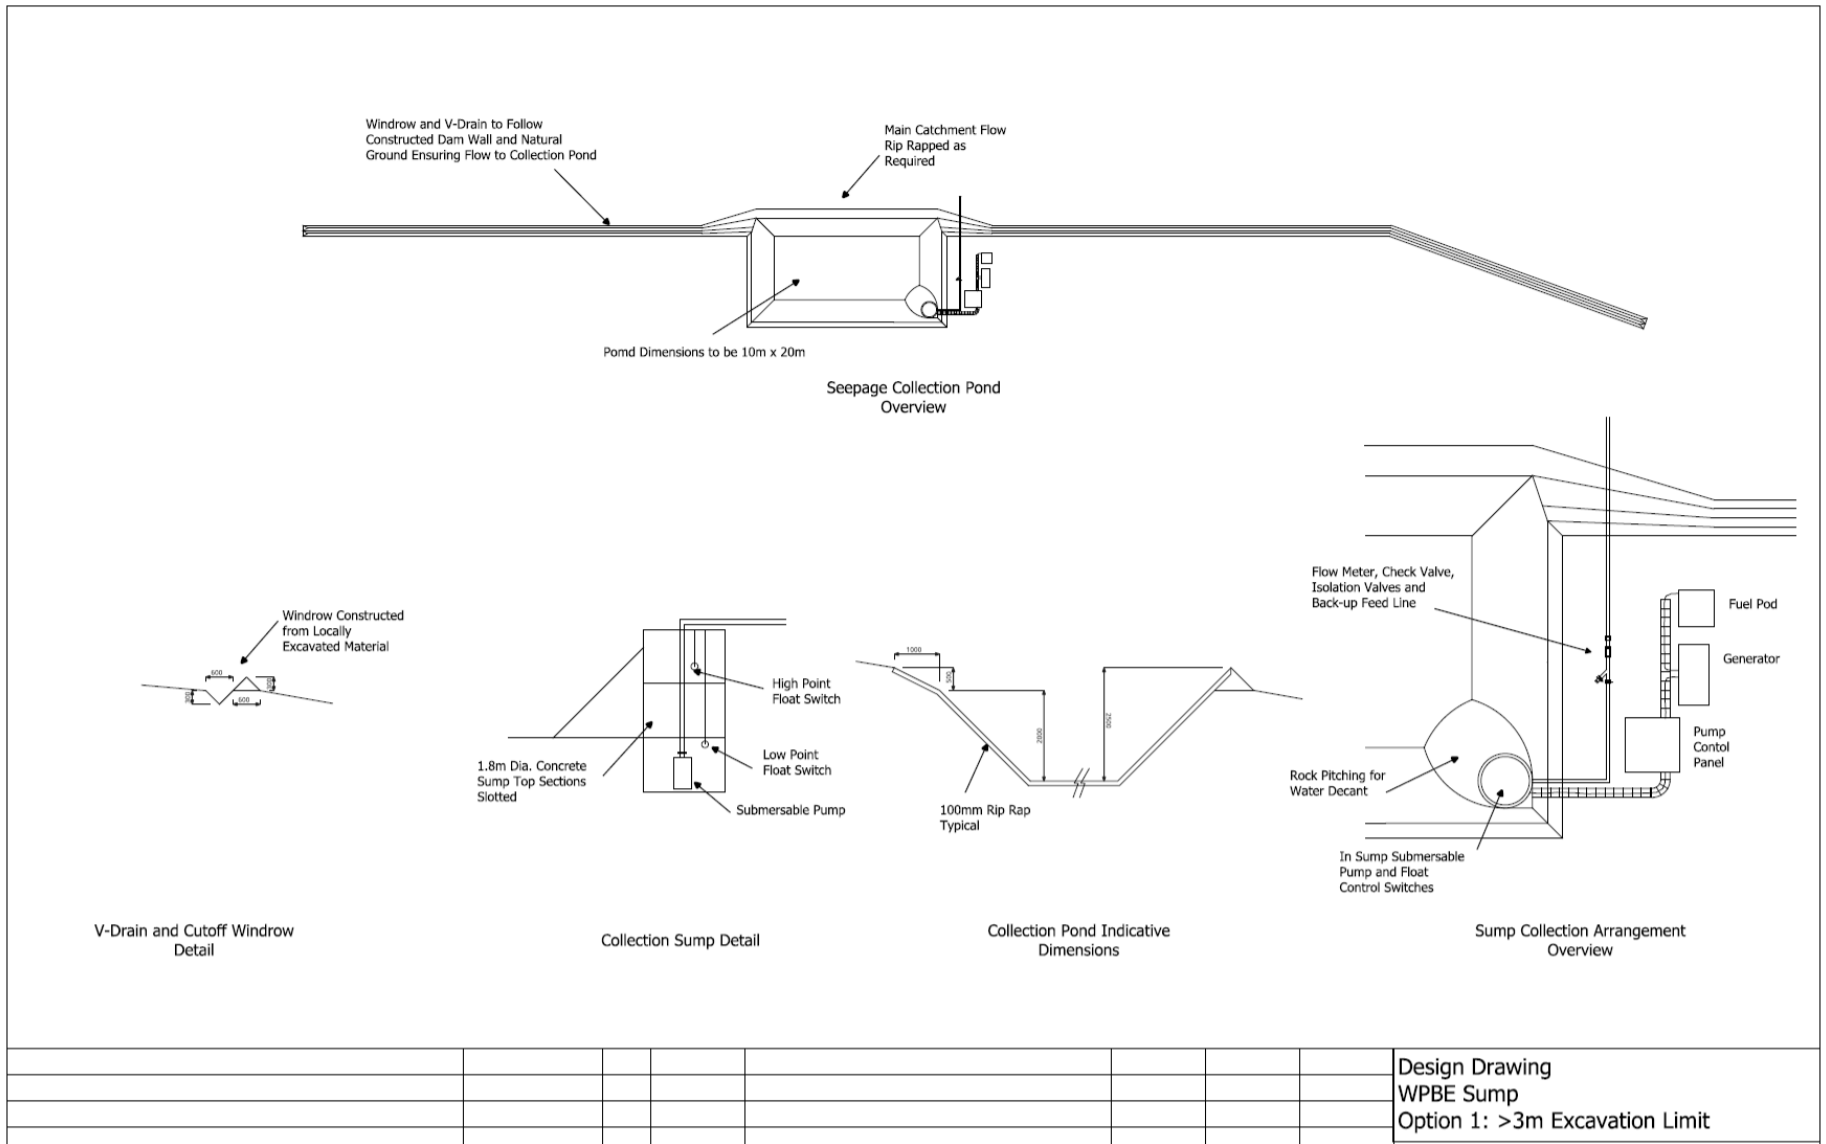 Windrow and V-Drain to Follow
Constructed Dam Wall and Natural
Ground Ensuring Flow to Collection Pond
Main Catchment Flow
Rip Rapped as
Required
Pomd Dimensions to be 10m x 20m
Seepage Collection Pond
Overview
Windrow Constructed
from Locally
Excavated Material
600
300
600
300
V-Drain and Cutoff Windrow
Detail
High Point
Float Switch
Low Point
Float Switch
1.8m Dia. Concrete
Sump Top Sections
Slotted
Submersable Pump
Collection Sump Detail
1000
500
2000
2500
100mm Rip Rap
Typical
Collection Pond Indicative
Dimensions
Flow Meter, Check Valve,
Isolation Valves and
Back-up Feed Line
Fuel Pod
Generator
Pump
Contol
Panel
Rock Pitching for
Water Decant
In Sump Submersable
Pump and Float
Control Switches
Sump Collection Arrangement
Overview
Design Drawing
WPBE Sump
Option 1: >3m Excavation Limit